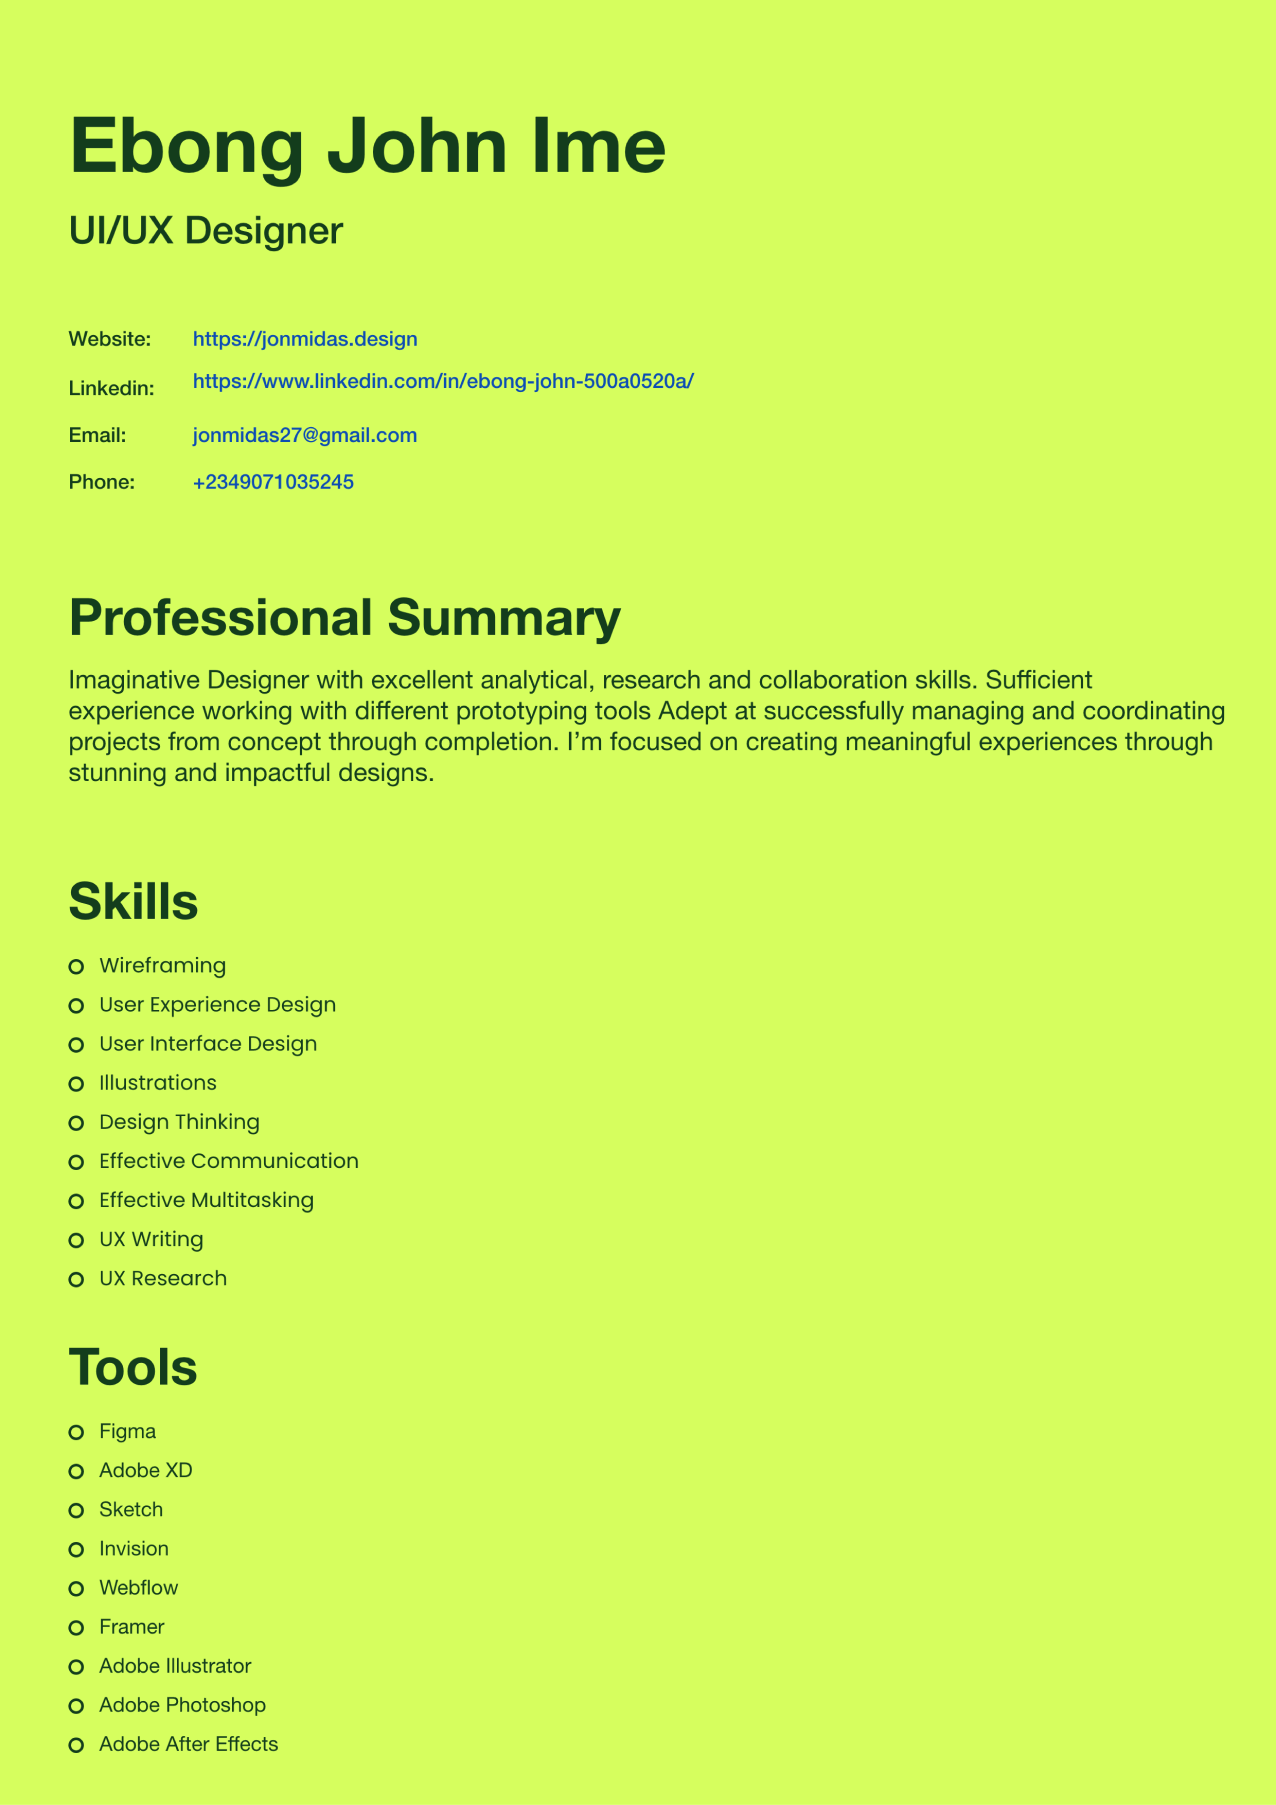 Ebong John Ime
UI/UX Designer
Website: https://jonmidas.design
Linkedin: https://www.linkedin.com/in/ebong-john-500a0520a/
Email: jonmidas27@gmail.com
Phone: +2349071035245
Professional Summary
Imaginative Designer with excellent analytical, research and collaboration skills. Sufficient
experience working with different prototyping tools Adept at successfully managing and coordinating
projects from concept through completion. I'm focused on creating meaningful experiences through
stunning and impactful designs.
Skills
Wireframing
User Experience Design
User Interface Design
Illustrations
Design Thinking
Effective Communication
Effective Multitasking
UX Writing
UX Research
Tools
Figma
Adobe XD
Sketch
Invision
Webflow
Framer
Adobe Illustrator
Adobe Photoshop
Adobe After Effects